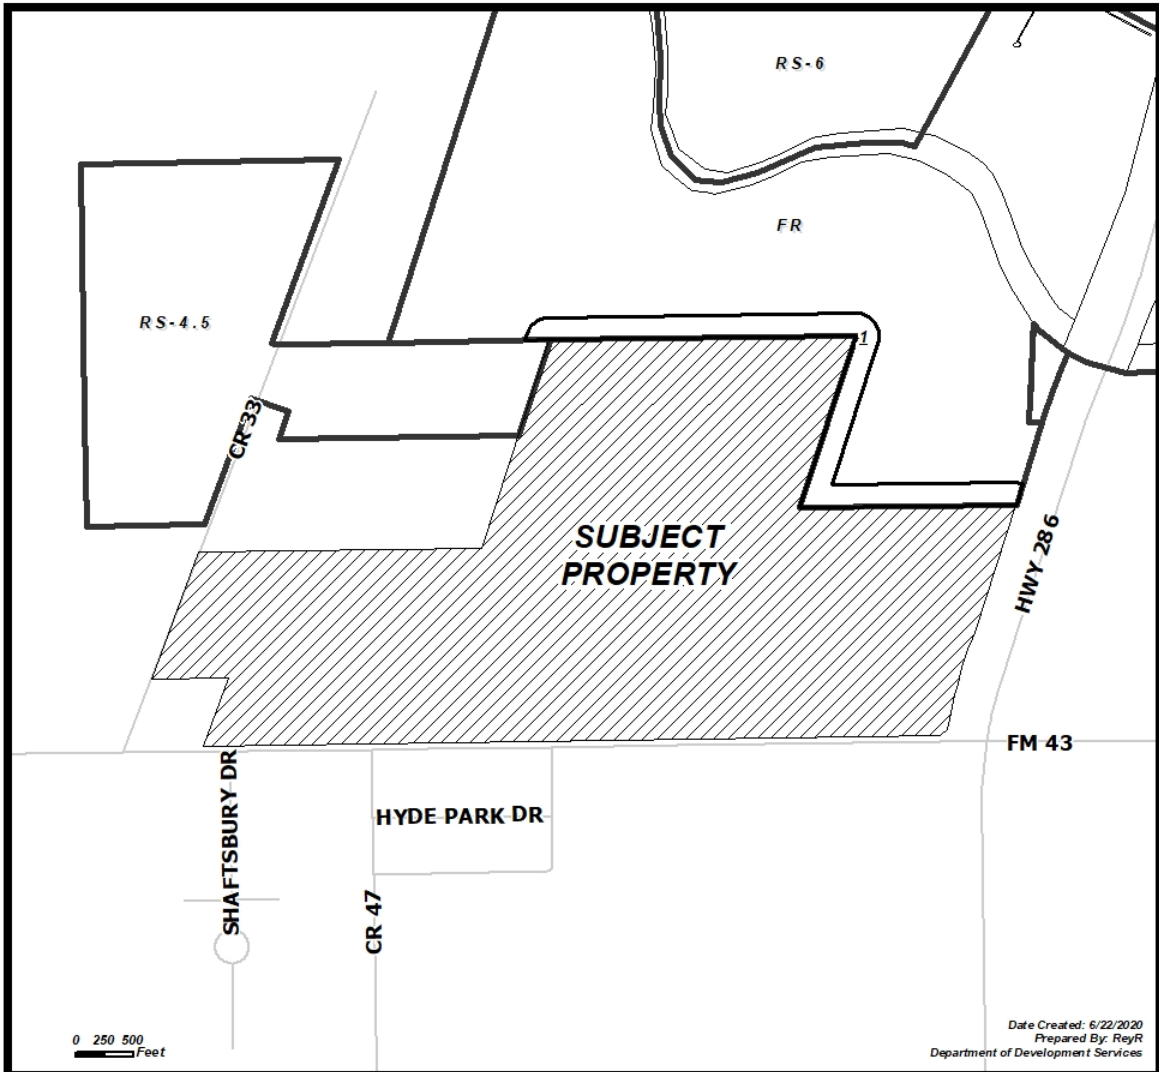 RS-6
FR
RS-4.5
1
CR 33
SUBJECT
PROPERTY
HWY 286
FM 43
SHAFTSBURY DR
HYDE PARK DR
CR 47
0 250 500
Feet
Date Created: 6/22/2020
Prepared By: ReyR
Department of Development Services